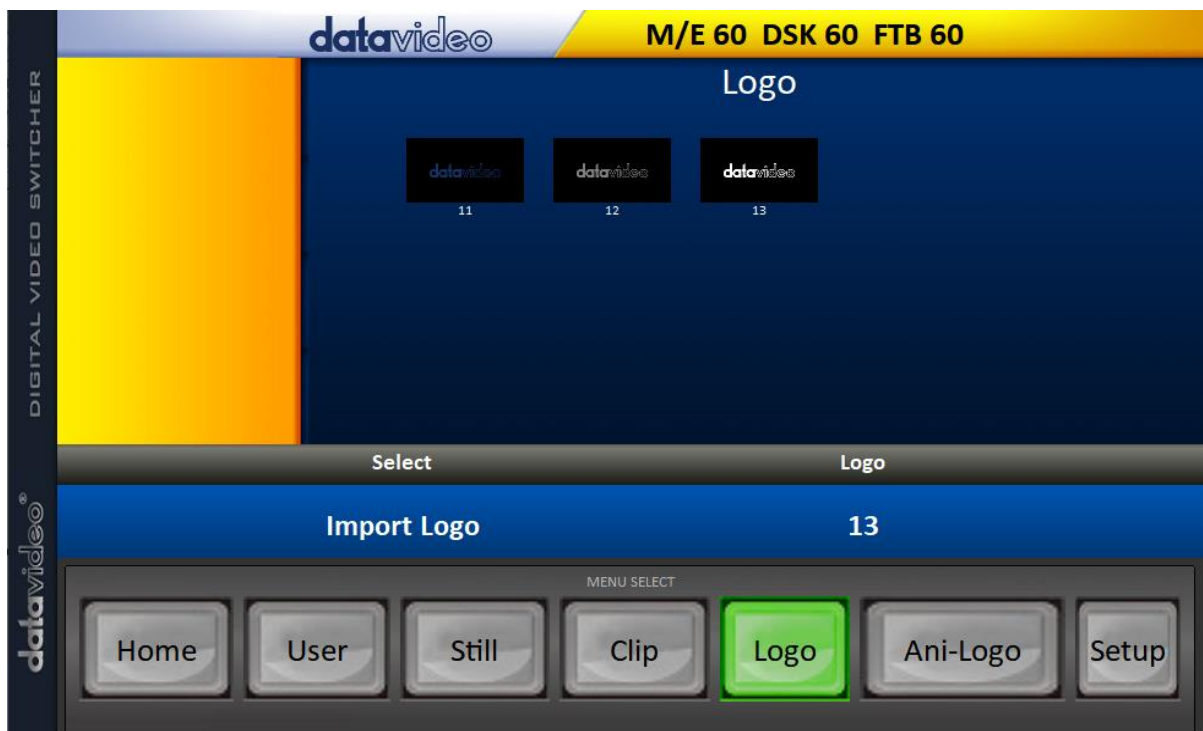 datavideo
M/E 60 DSK 60 FTB 60
Logo
datavideo
datavideo
datavideo
11
12
13
Select
Logo
Import Logo
13
MENU SELECT
Home
User
Still
Clip
Logo
Ani-Logo
Setup
DIGITAL VIDEO SWITCHER
datavideo®